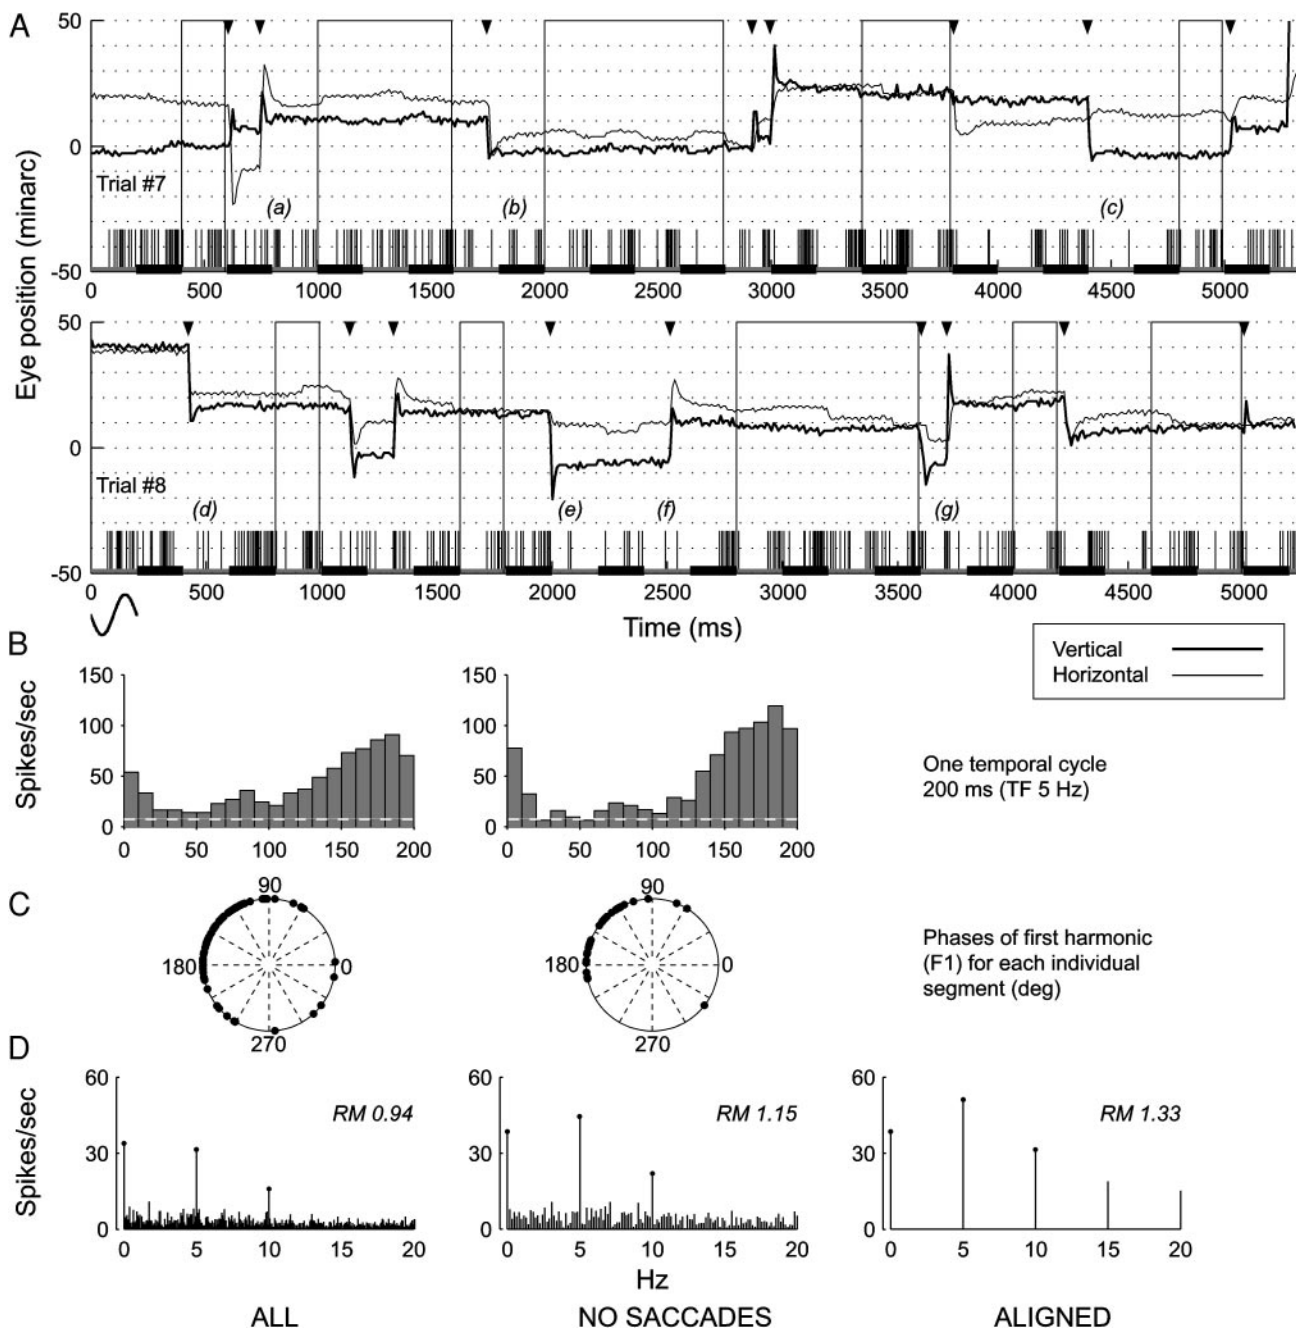 A
Eye position (minarc)
50
0
-50
Trial #7
(a)
(b)
(c)
0 500 1000 1500 2000 2500 3000 3500 4000 4500 5000
50
0
-50
Trial #8
(d)
(e)
(f)
(g)
0 500 1000 1500 2000 2500 3000 3500 4000 4500 5000
Time (ms)
Vertical
Horizontal
B
Spikes/sec
150
100
50
0
0 50 100 150 200
150
100
50
0
0 50 100 150 200
One temporal cycle
200 ms (TF 5 Hz)
C
90
180
0
270
90
180
0
270
Phases of first harmonic
(F1) for each individual
segment (deg)
D
Spikes/sec
60
30
0
RM 0.94
0 5 10 15 20
60
30
0
RM 1.15
0 5 10 15 20
60
30
0
RM 1.33
0 5 10 15 20
Hz
ALL
NO SACCADES
ALIGNED